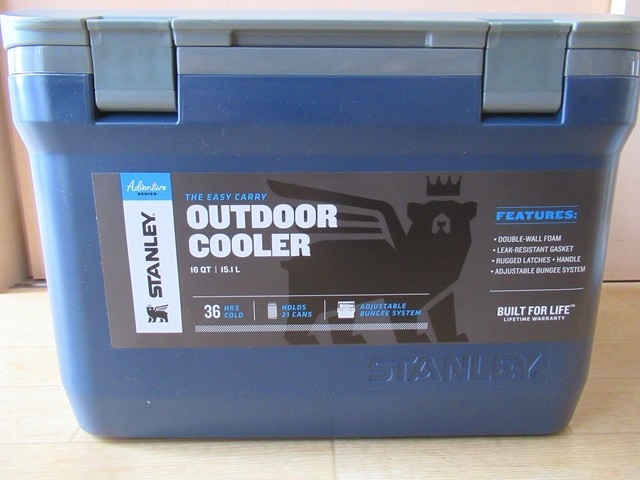 Adventure
SERIES
STANLEY
THE EASY CARRY
OUTDOOR
COOLER
16 QT | 15.1 L
36 HRS
COLD
HOLDS
21 CANS
ADJUSTABLE
BUNGEE SYSTEM
FEATURES:
• DOUBLE-WALL FOAM
• LEAK-RESISTANT GASKET
• RUGGED LATCHES + HANDLE
• ADJUSTABLE BUNGEE SYSTEM
BUILT FOR LIFE™
LIFETIME WARRANTY
STANLEY